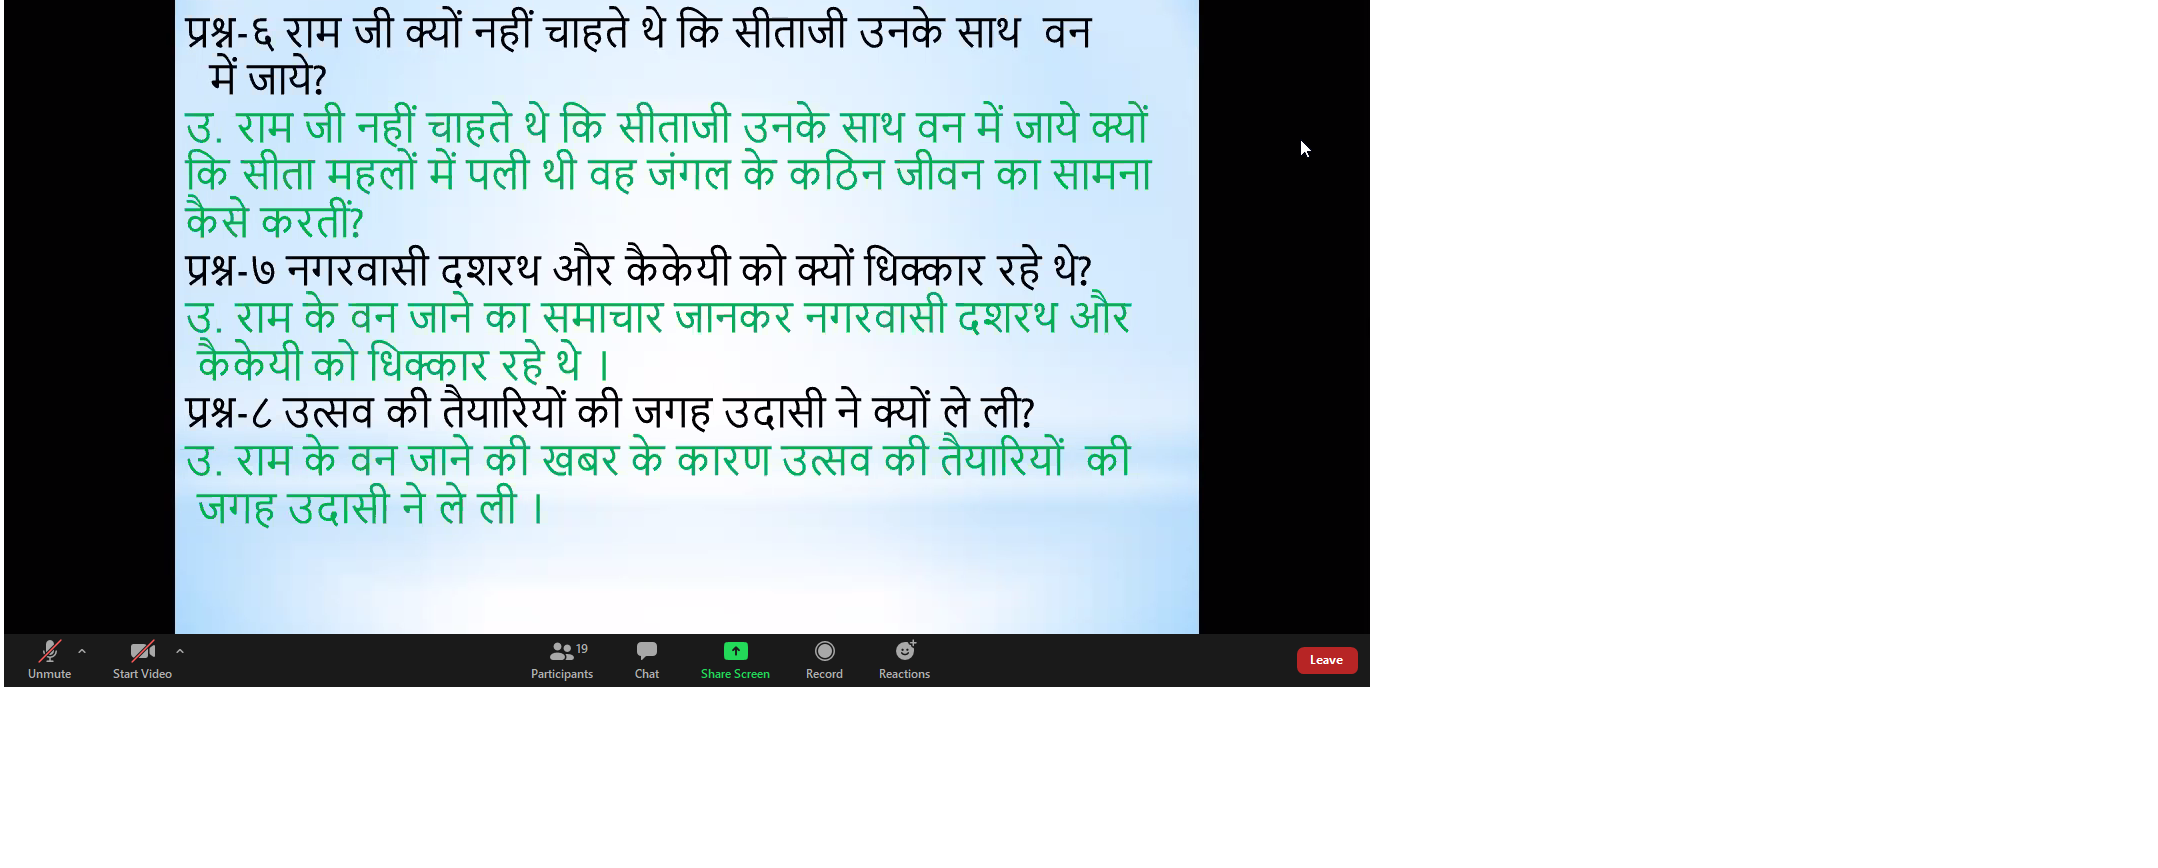 प्रश्न-६ राम जी क्यों नहीं चाहते थे कि सीताजी उनके साथ वन
में जाये?
उ. राम जी नहीं चाहते थे कि सीताजी उनके साथ वन में जाये क्यों
कि सीता महलों में पली थी वह जंगल के कठिन जीवन का सामना
कैसे करतीं?
प्रश्न-७ नगरवासी दशरथ और कैकेयी को क्यों धिक्कार रहे थे?
उ. राम के वन जाने का समाचार जानकर नगरवासी दशरथ और
कैकेयी को धिक्कार रहे थे ।
प्रश्न-८ उत्सव की तैयारियों की जगह उदासी ने क्यों ले ली?
उ. राम के वन जाने की खबर के कारण उत्सव की तैयारियों की
जगह उदासी ने ले ली ।
19
Unmute Start Video Participants Chat Share Screen Record Reactions Leave